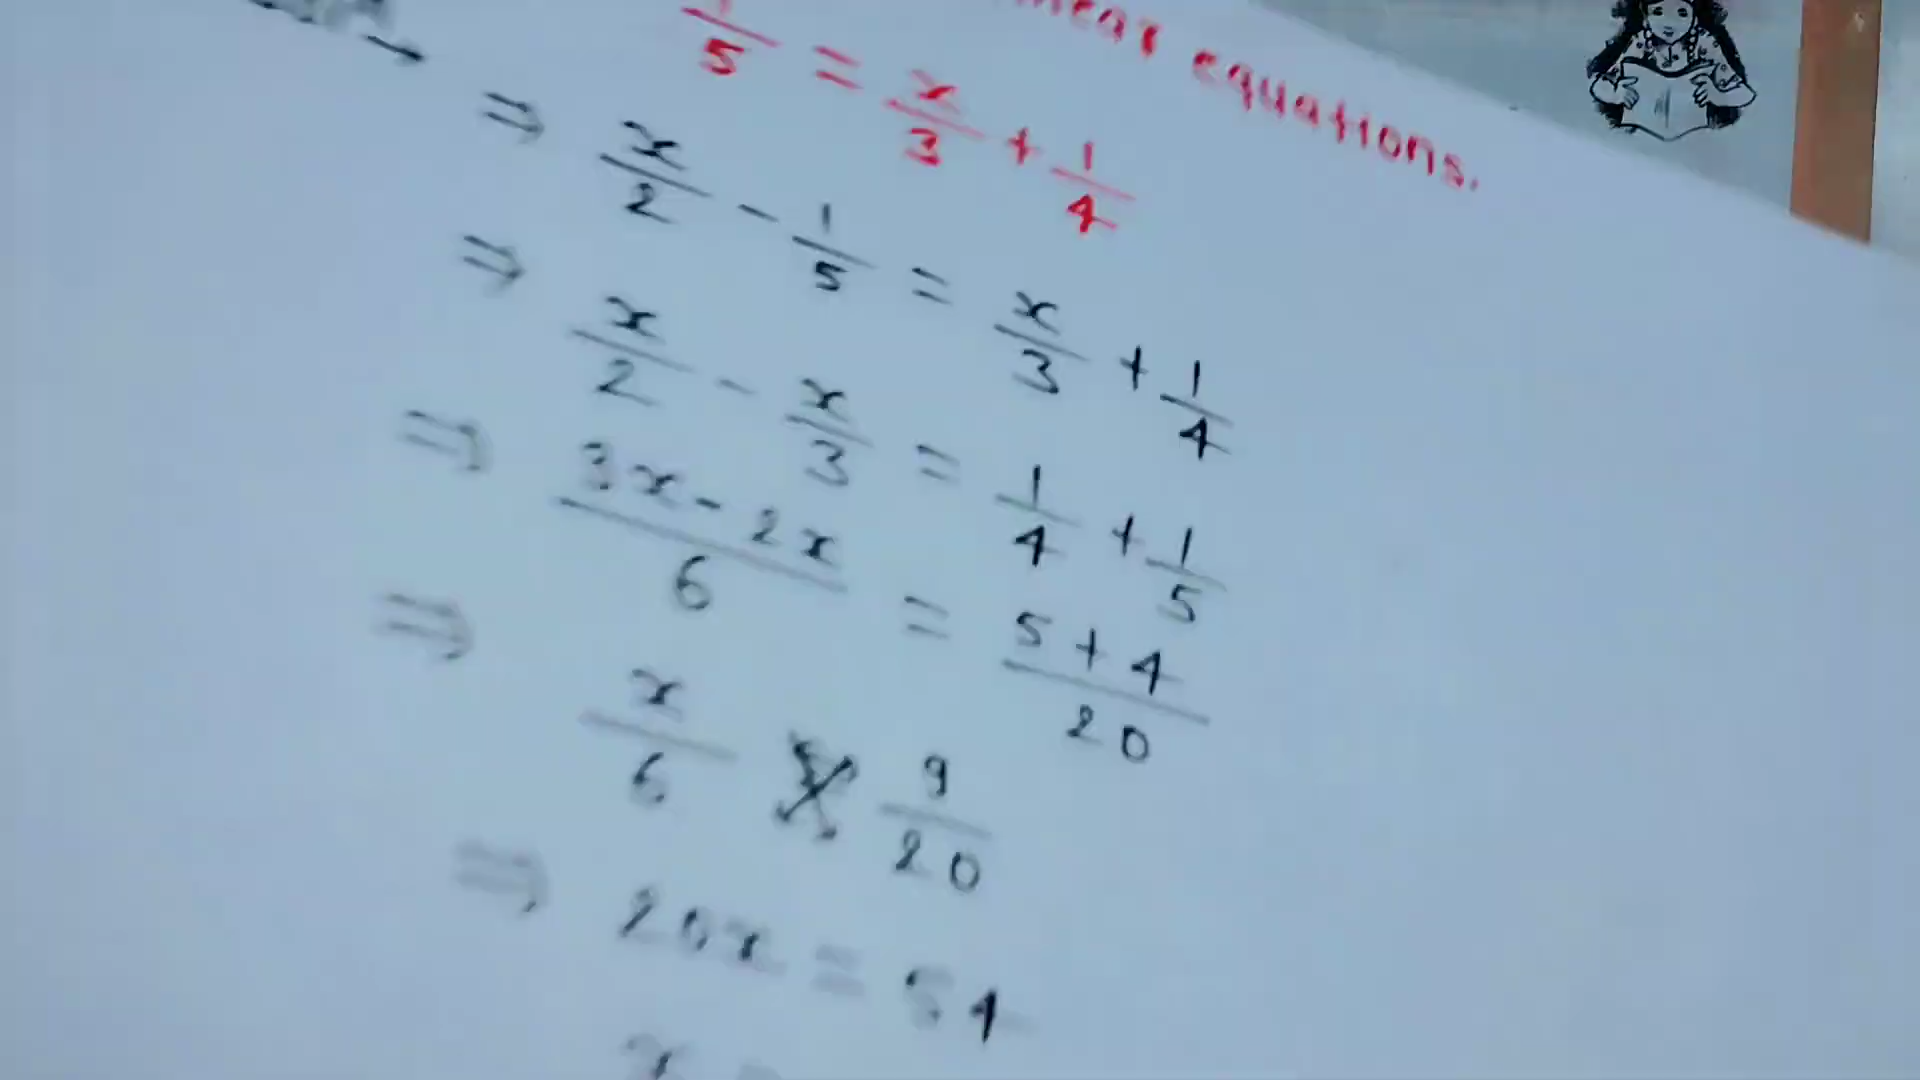 equations.
1/5 = x/3 + 1/4
⇒ x/2 - 1/5 = x/3 + 1/4
⇒ x/2 - x/3 = 1/4 + 1/5
⇒ (3x - 2x)/6 = (5 + 4)/20
⇒ x/6 9/20
⇒ 20x = 54
x